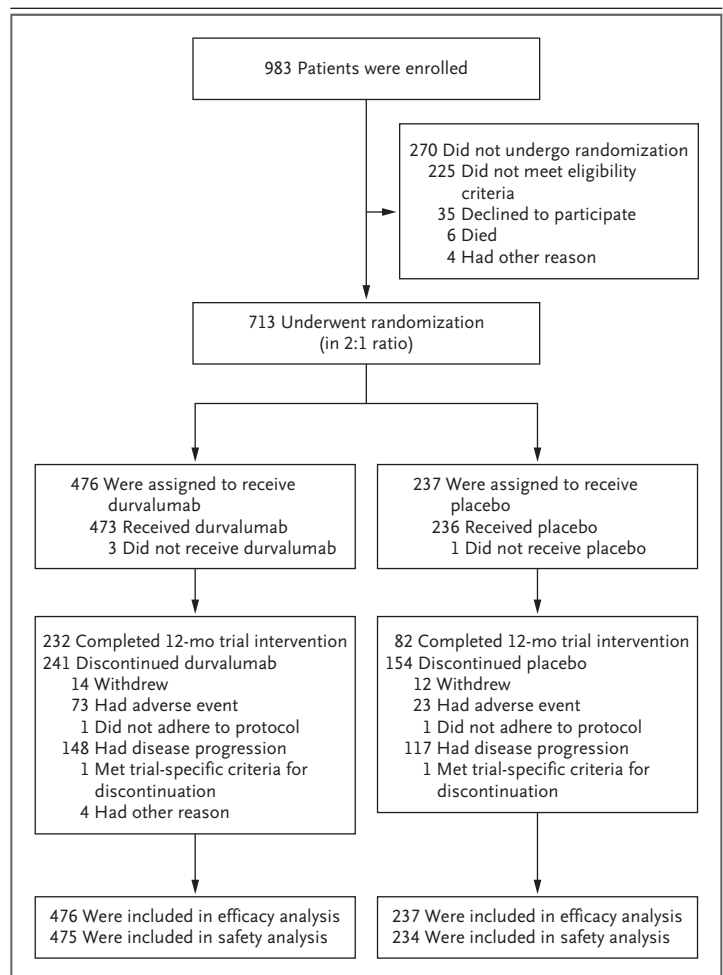 983 Patients were enrolled
270 Did not undergo randomization
225 Did not meet eligibility
criteria
35 Declined to participate
6 Died
4 Had other reason
713 Underwent randomization
(in 2:1 ratio)
476 Were assigned to receive
durvalumab
473 Received durvalumab
3 Did not receive durvalumab
237 Were assigned to receive
placebo
236 Received placebo
1 Did not receive placebo
232 Completed 12-mo trial intervention
241 Discontinued durvalumab
14 Withdrew
73 Had adverse event
1 Did not adhere to protocol
148 Had disease progression
1 Met trial-specific criteria for
discontinuation
4 Had other reason
82 Completed 12-mo trial intervention
154 Discontinued placebo
12 Withdrew
23 Had adverse event
1 Did not adhere to protocol
117 Had disease progression
1 Met trial-specific criteria for
discontinuation
476 Were included in efficacy analysis
475 Were included in safety analysis
237 Were included in efficacy analysis
234 Were included in safety analysis